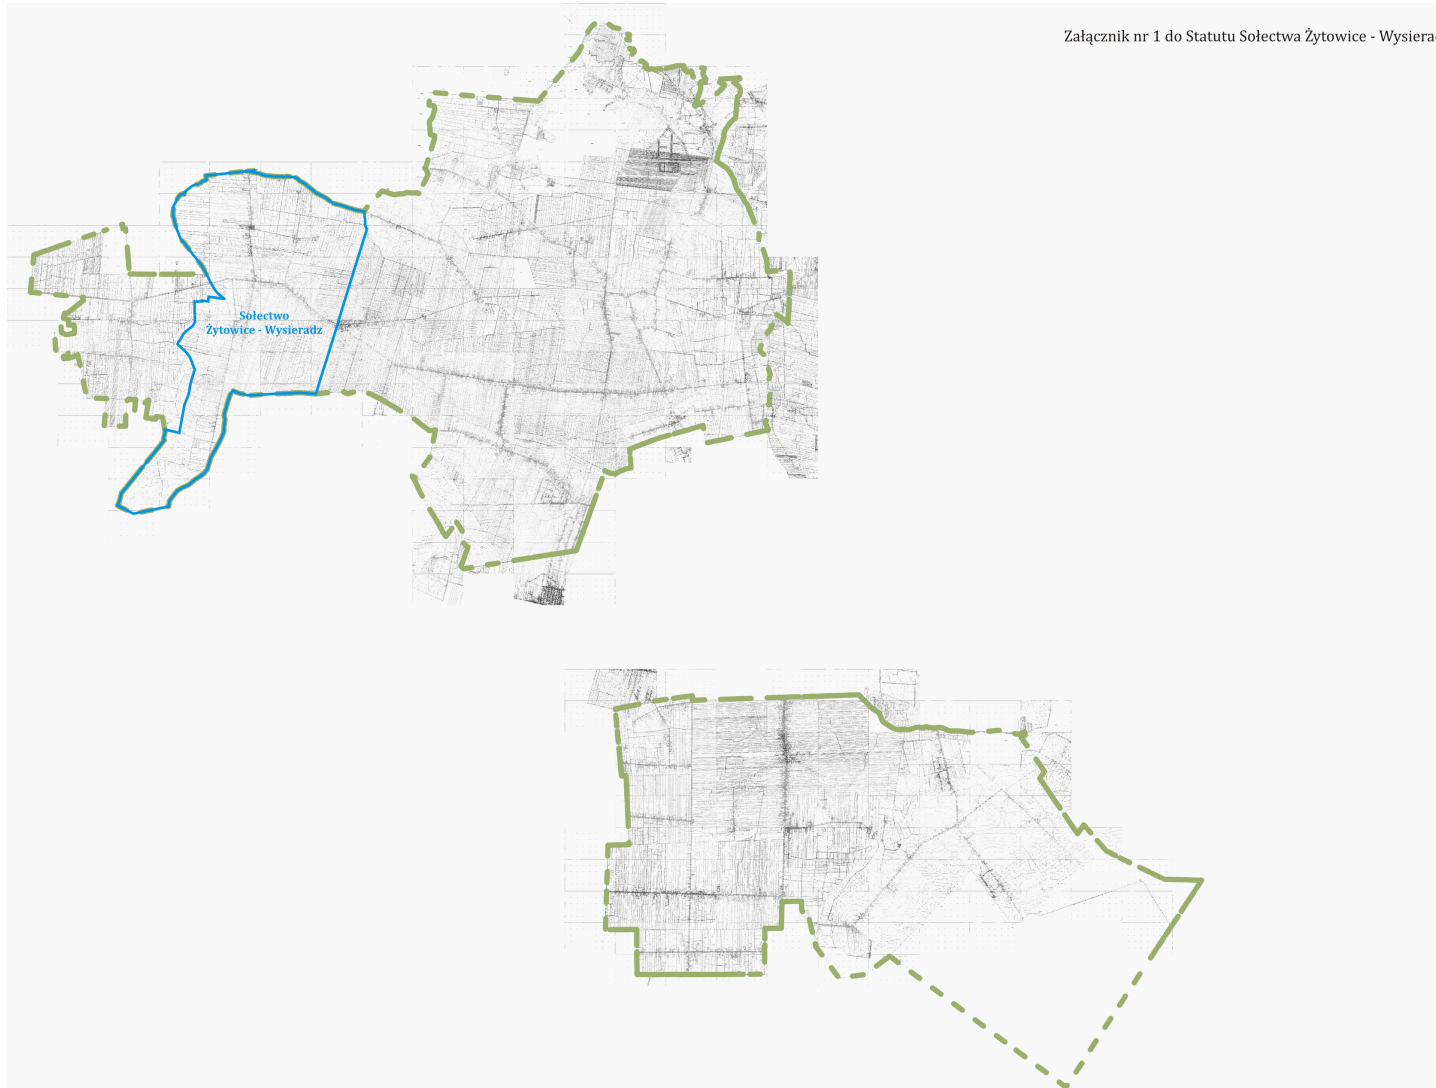 Załącznik nr 1 do Statutu Sołectwa Żytowice - Wysiera
Sołectwo
Żytowice - Wysieradz